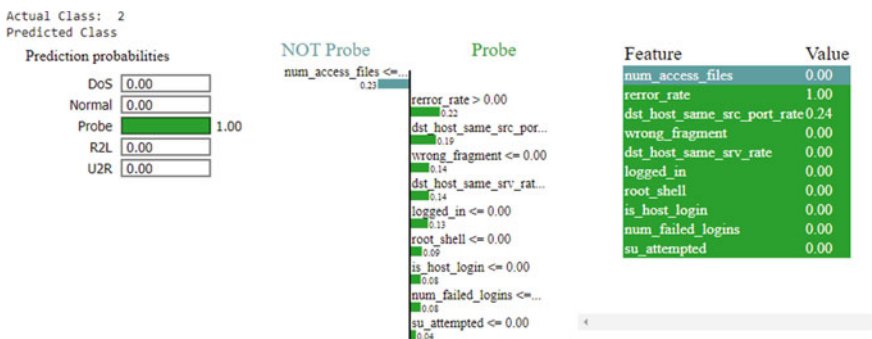 Actual Class: 2
Predicted Class
Prediction probabilities
DoS 0.00
Normal 0.00
Probe 1.00
R2L 0.00
U2R 0.00
NOT Probe Probe
num_access_files <=...
0.23
rerror_rate > 0.00
0.22
dst_host_same_src_por...
0.19
wrong_fragment <= 0.00
0.14
dst_host_same_srv_rat...
0.14
logged_in <= 0.00
0.13
root_shell <= 0.00
0.09
is_host_login <= 0.00
0.08
num_failed_logins <=...
0.08
su_attempted <= 0.00
0.04
Feature Value
num_access_files 0.00
rerror_rate 1.00
dst_host_same_src_port_rate 0.24
wrong_fragment 0.00
dst_host_same_srv_rate 0.00
logged_in 0.00
root_shell 0.00
is_host_login 0.00
num_failed_logins 0.00
su_attempted 0.00